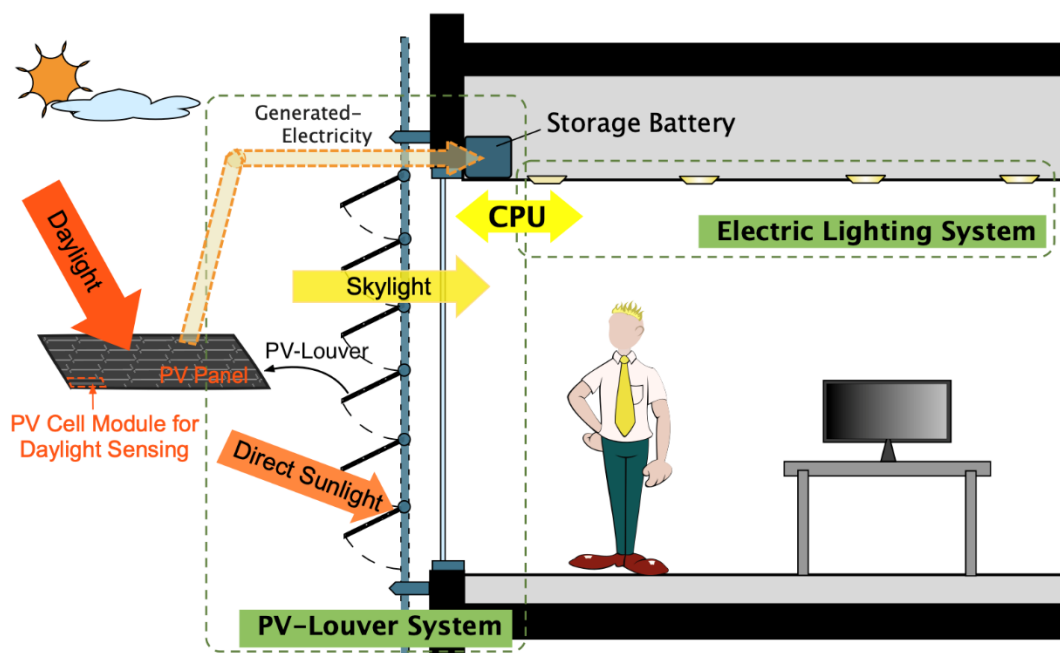 Generated-
Electricity
Storage Battery
CPU
Electric Lighting System
Daylight
Skylight
PV-Louver
PV Panel
PV Cell Module for
Daylight Sensing
Direct Sunlight
PV-Louver System